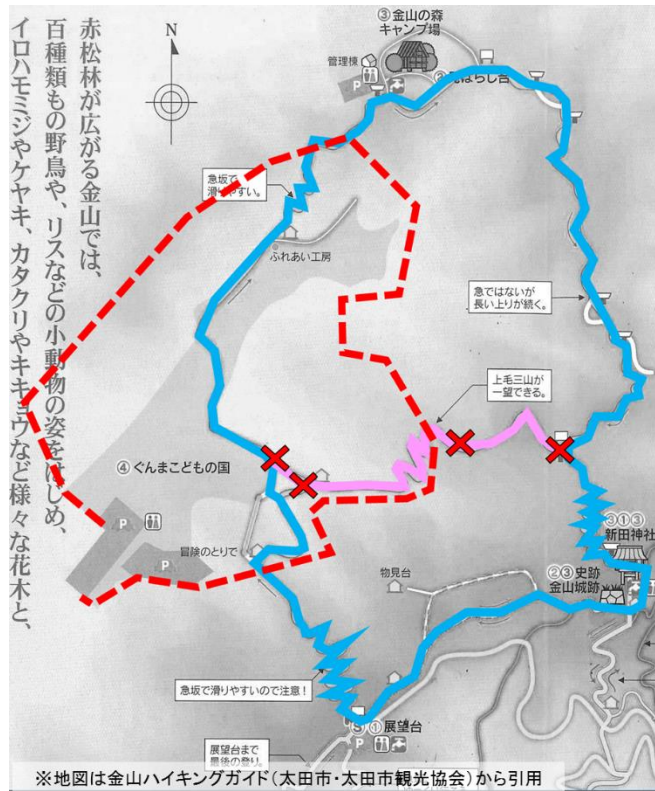 赤松林が広がる金山では、
百種類もの野鳥や、リスなどの小動物の姿をはじめ、
イロハモミジやケヤキ、カタクリやキキョウなど様々な花木と、
N
③金山の森
キャンプ場
管理棟
P
急坂で
滑りやすい。
ふれあい工房
急ではないが
長い上りが続く。
上毛三山が
一望できる。
④ぐんまこどもの国
P
P
冒険のとりで
③①③
新田神社
②③史跡
金山城跡
物見台
急坂で滑りやすいので注意！
S①展望台
P
展望台まで
最後の登り。
※地図は金山ハイキングガイド（太田市・太田市観光協会）から引用